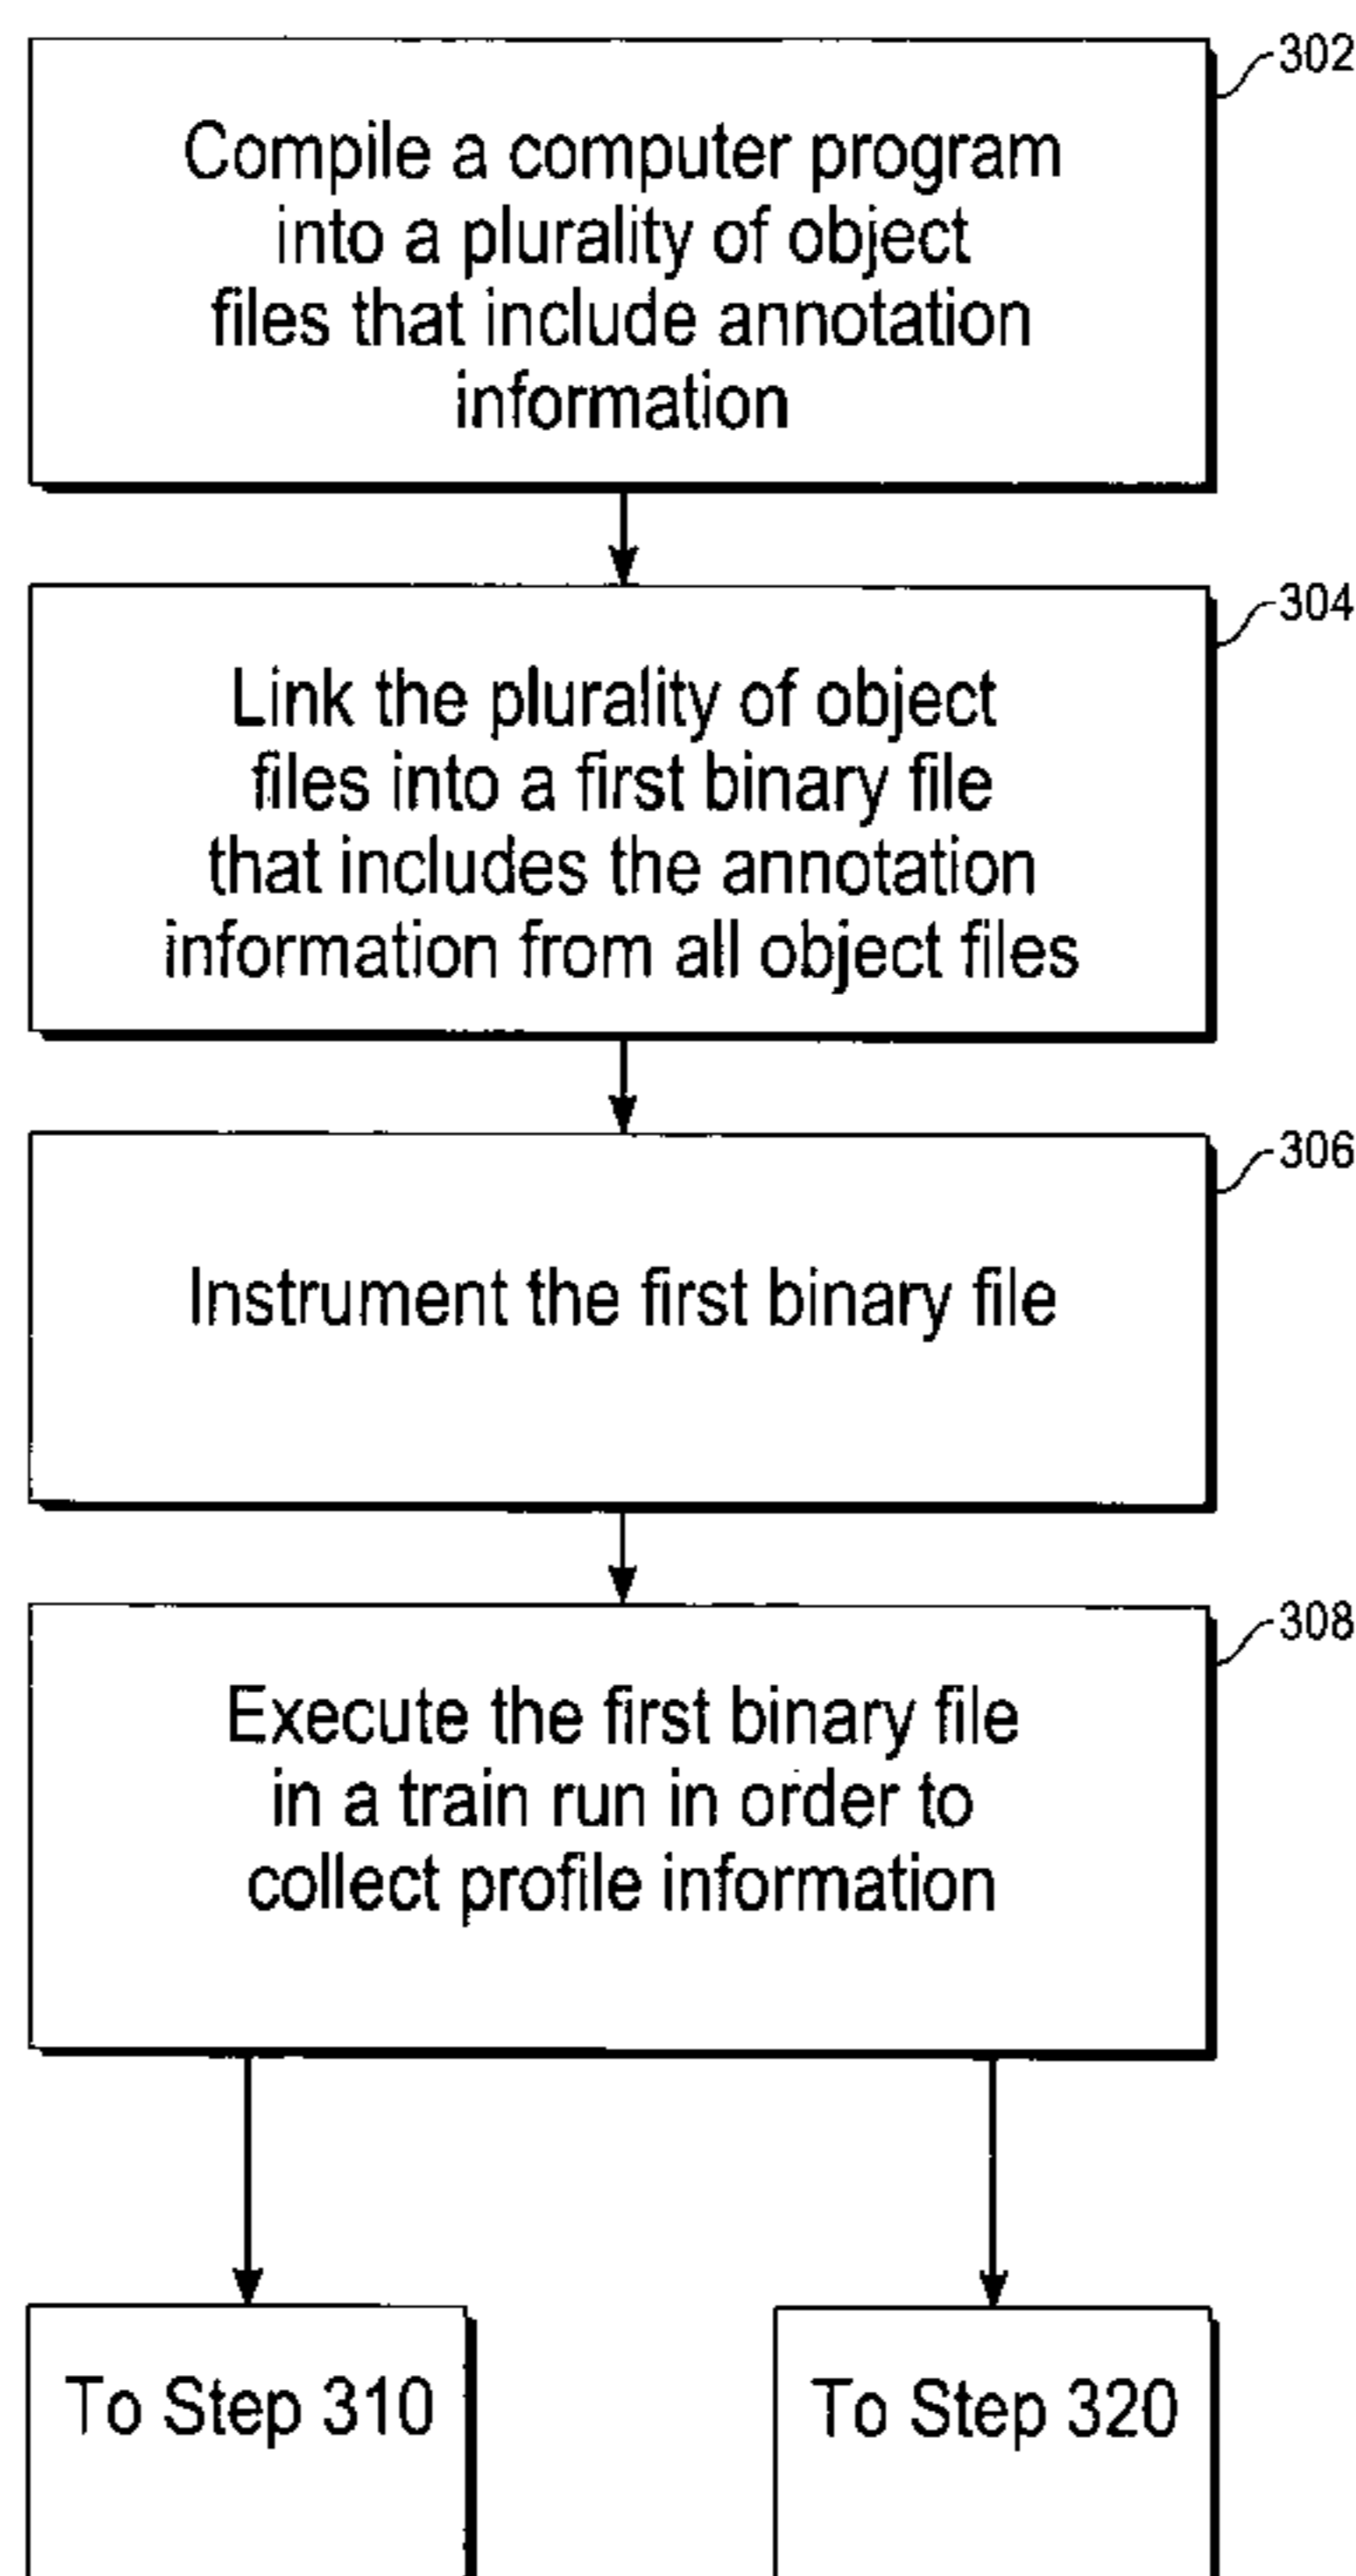 302
Compile a computer program
into a plurality of object
files that include annotation
information
304
Link the plurality of object
files into a first binary file
that includes the annotation
information from all object files
306
Instrument the first binary file
308
Execute the first binary file
in a train run in order to
collect profile information
To Step 310
To Step 320